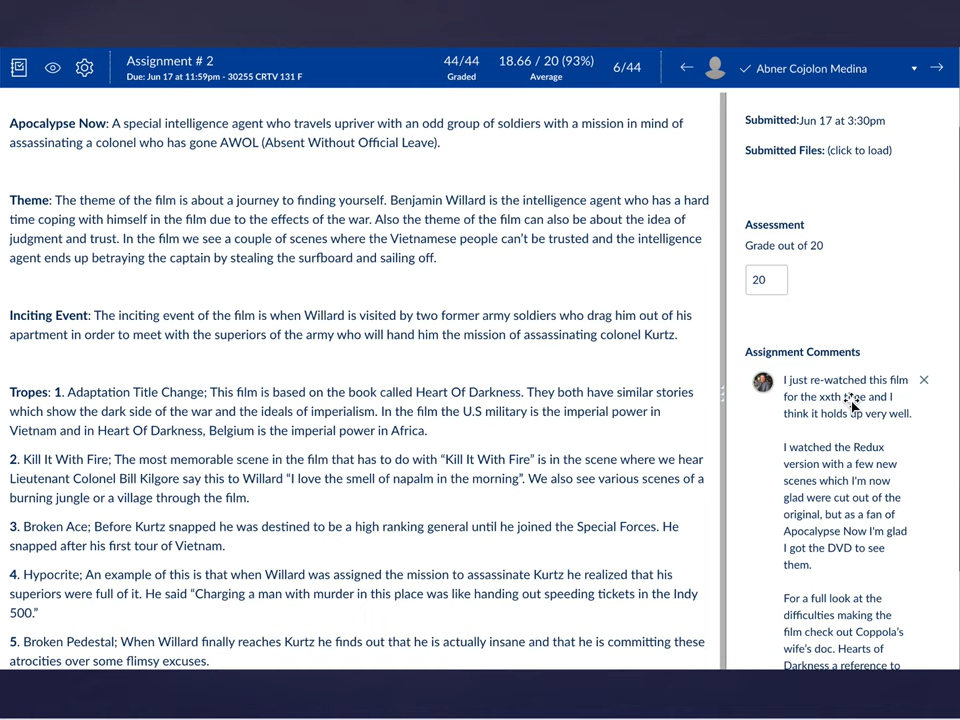 Assignment # 2
Due: Jun 17 at 11:59pm - 30255 CRTV 131 F
44/44
Graded
18.66 / 20 (93%)
Average
6/44
Abner Cojolon Medina
Apocalypse Now: A special intelligence agent who travels upriver with an odd group of soldiers with a mission in mind of
assassinating a colonel who has gone AWOL (Absent Without Official Leave).
Theme: The theme of the film is about a journey to finding yourself. Benjamin Willard is the intelligence agent who has a hard
time coping with himself in the film due to the effects of the war. Also the theme of the film can also be about the idea of
judgment and trust. In the film we see a couple of scenes where the Vietnamese people can't be trusted and the intelligence
agent ends up betraying the captain by stealing the surfboard and sailing off.
Inciting Event: The inciting event of the film is when Willard is visited by two former army soldiers who drag him out of his
apartment in order to meet with the superiors of the army who will hand him the mission of assassinating colonel Kurtz.
Tropes: 1. Adaptation Title Change; This film is based on the book called Heart Of Darkness. They both have similar stories
which show the dark side of the war and the ideals of imperialism. In the film the U.S military is the imperial power in
Vietnam and in Heart Of Darkness, Belgium is the imperial power in Africa.
2. Kill It With Fire; The most memorable scene in the film that has to do with “Kill It With Fire” is in the scene where we hear
Lieutenant Colonel Bill Kilgore say this to Willard “I love the smell of napalm in the morning”. We also see various scenes of a
burning jungle or a village through the film.
3. Broken Ace; Before Kurtz snapped he was destined to be a high ranking general until he joined the Special Forces. He
snapped after his first tour of Vietnam.
4. Hypocrite; An example of this is that when Willard was assigned the mission to assassinate Kurtz he realized that his
superiors were full of it. He said “Charging a man with murder in this place was like handing out speeding tickets in the Indy
500.”
5. Broken Pedestal; When Willard finally reaches Kurtz he finds out that he is actually insane and that he is committing these
atrocities over some flimsy excuses.
Submitted:Jun 17 at 3:30pm
Submitted Files: (click to load)
Assessment
Grade out of 20
20
Assignment Comments
I just re-watched this film
for the xxth time and I
think it holds up very well.
I watched the Redux
version with a few new
scenes which I'm now
glad were cut out of the
original, but as a fan of
Apocalypse Now I'm glad
I got the DVD to see
them.
For a full look at the
difficulties making the
film check out Coppola's
wife's doc. Hearts of
Darkness a reference to